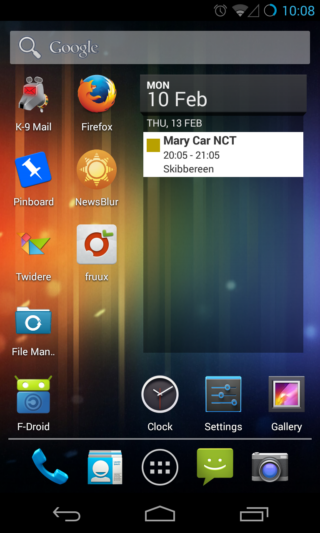 10:08
Google
MON
10 Feb
THU, 13 FEB
Mary Car NCT
20:05 - 21:05
Skibbereen
K-9 Mail
Firefox
Pinboard
NewsBlur
Twidere
fruux
File Man..
F-Droid
Clock
Settings
Gallery